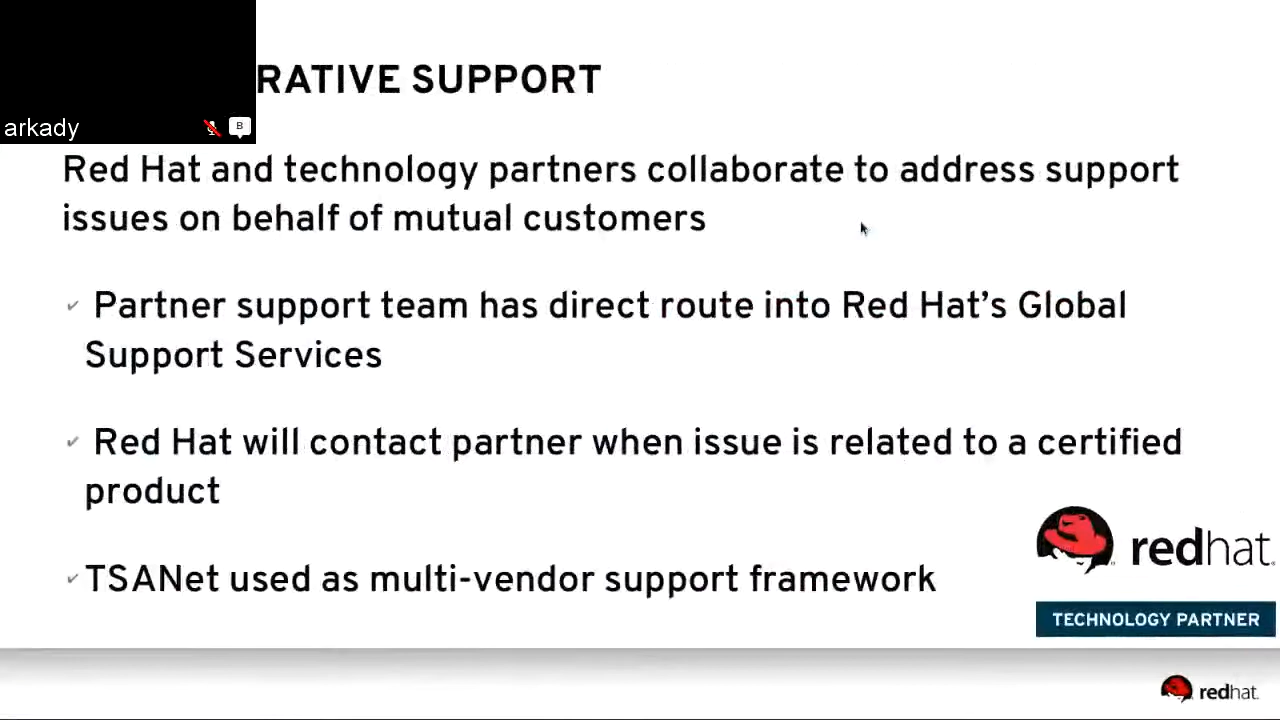 RATIVE SUPPORT
arkady
B
Red Hat and technology partners collaborate to address support
issues on behalf of mutual customers
✔ Partner support team has direct route into Red Hat’s Global
Support Services
✔ Red Hat will contact partner when issue is related to a certified
product
✔ TSANet used as multi-vendor support framework
redhat.
TECHNOLOGY PARTNER
redhat.